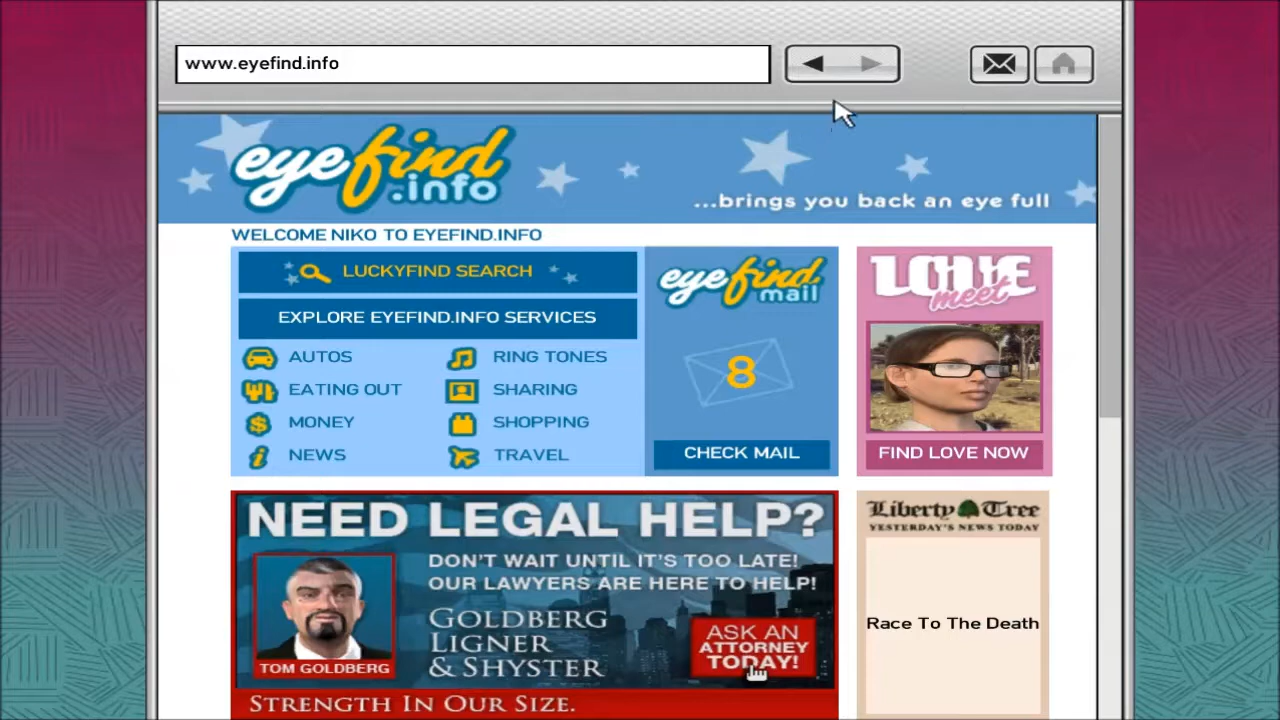 www.eyefind.info
eyefind
.info
...brings you back an eye full
WELCOME NIKO TO EYEFIND.INFO
LUCKYFIND SEARCH
EXPLORE EYEFIND.INFO SERVICES
AUTOS
RING TONES
EATING OUT
SHARING
MONEY
SHOPPING
NEWS
TRAVEL
eyefind
mail
8
CHECK MAIL
LOVE
meet
FIND LOVE NOW
NEED LEGAL HELP?
DON'T WAIT UNTIL IT'S TOO LATE!
OUR LAWYERS ARE HERE TO HELP!
GOLDBERG
LIGNER
& SHYSTER
TOM GOLDBERG
ASK AN
ATTORNEY
TODAY!
STRENGTH IN OUR SIZE.
Liberty Tree
YESTERDAY'S NEWS TODAY
Race To The Death